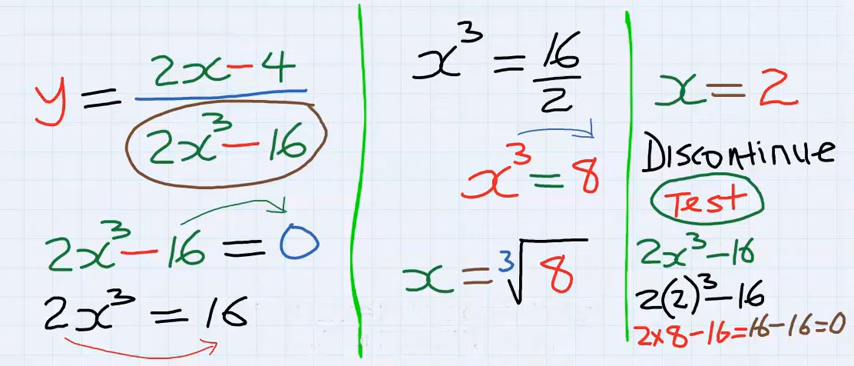 y = (2x - 4)/(2x³ - 16)
2x³ - 16 = 0
2x³ = 16
x³ = 16/2
x³ = 8
x = ∛8
x = 2
Discontinue
Test
2x³ - 16
2(2)³ - 16
2x8 - 16 = 16 - 16 = 0